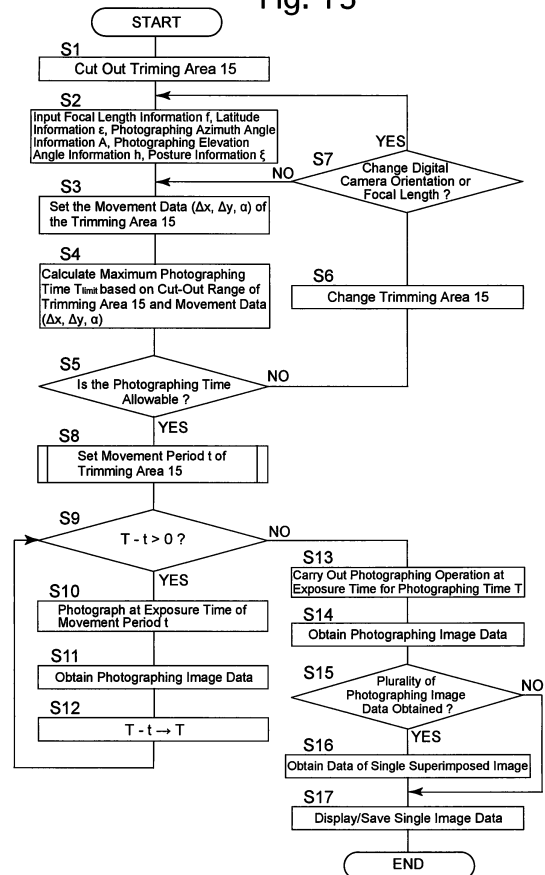 Fig. 15
START
S1
Cut Out Triming Area 15
S2
Input Focal Length Information f, Latitude
Information ε, Photographing Azimuth Angle
Information A, Photographing Elevation
Angle Information h, Posture Information ξ
YES
S7
Change Digital
Camera Orientation or
Focal Length ?
NO
S3
Set the Movement Data (Δx, Δy, α) of
the Trimming Area 15
S4
Calculate Maximum Photographing
Time Tlimit based on Cut-Out Range of
Trimming Area 15 and Movement Data
(Δx, Δy, α)
S6
Change Trimming Area 15
S5
Is the Photographing Time
Allowable ?
NO
YES
S8
Set Movement Period t of
Trimming Area 15
S9
T - t > 0 ?
NO
YES
S10
Photograph at Exposure Time of
Movement Period t
S11
Obtain Photographing Image Data
S12
T - t → T
S13
Carry Out Photographing Operation at
Exposure Time for Photographing Time T
S14
Obtain Photographing Image Data
S15
Plurality of
Photographing Image
Data Obtained ?
NO
YES
S16
Obtain Data of Single Superimposed Image
S17
Display/Save Single Image Data
END